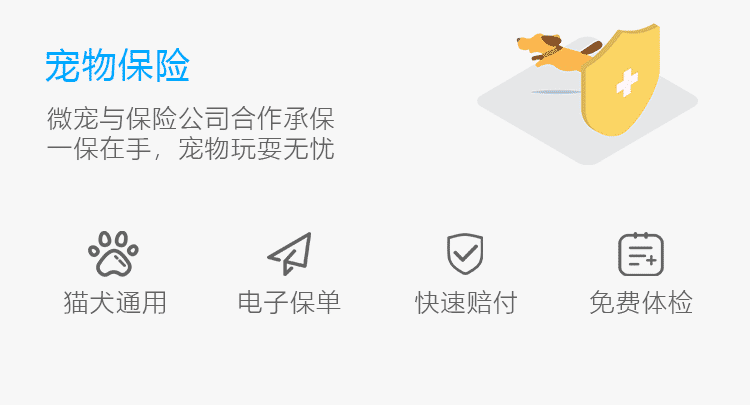 宠物保险
微宠与保险公司合作承保
一保在手，宠物玩耍无忧
猫犬通用
电子保单
快速赔付
免费体检